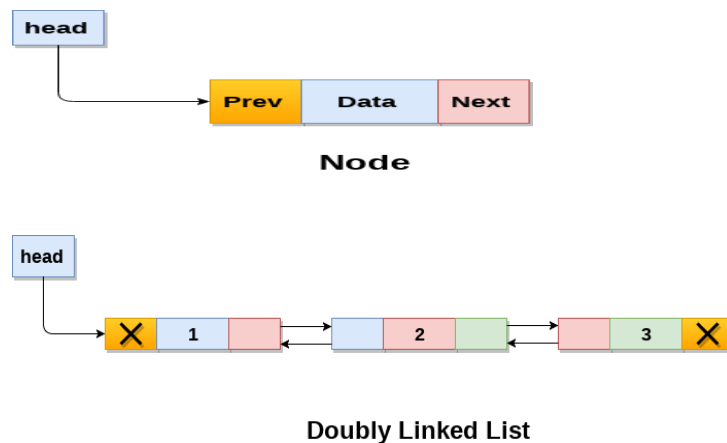 head
Prev Data Next
Node
head
1 2 3
Doubly Linked List